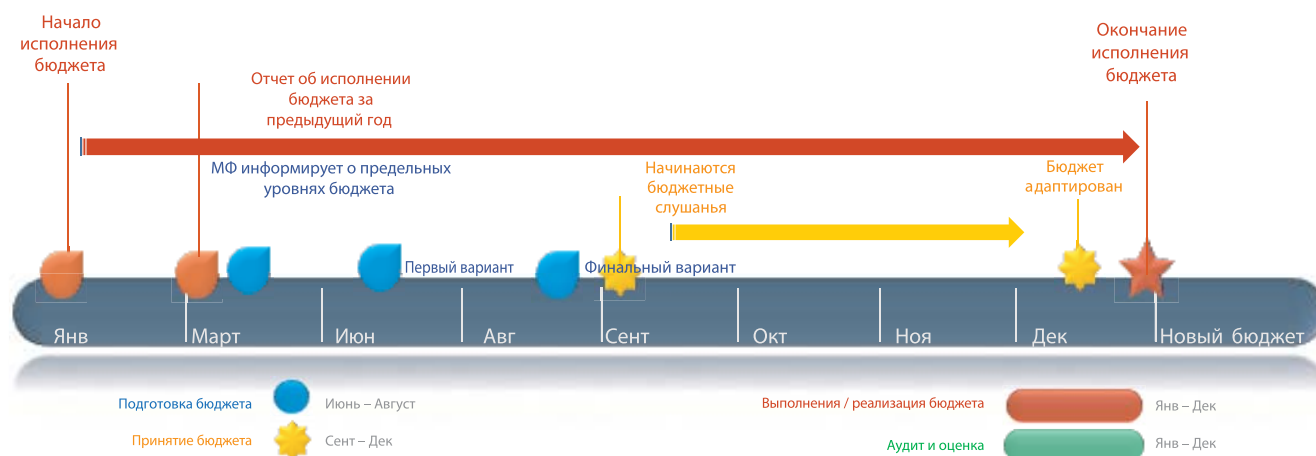 Начало
исполнения
бюджета
Окончание
исполнения
бюджета
Отчет об исполнении
бюджета за
предыдущий год
МФ информирует о предельных
уровнях бюджета
Начинаются
бюджетные
слушанья
Бюджет
адаптирован
Первый вариант
Финальный вариант
Янв
Март
Июн
Авг
Сент
Окт
Ноя
Дек
Новый бюджет
Подготовка бюджета
Июнь – Август
Принятие бюджета
Сент – Дек
Выполнения / реализация бюджета
Янв – Дек
Аудит и оценка
Янв – Дек